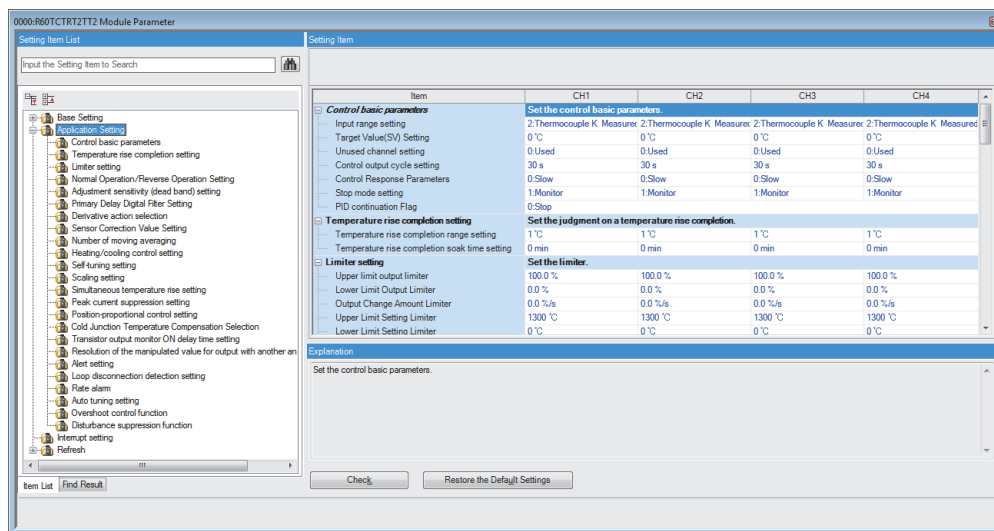 0000:R60TCTRT2TT2 Module Parameter
Setting Item List
Input the Setting Item to Search
Base Setting
Application Setting
Control basic parameters
Temperature rise completion setting
Limiter setting
Normal Operation/Reverse Operation Setting
Adjustment sensitivity (dead band) setting
Primary Delay Digital Filter Setting
Derivative action selection
Sensor Correction Value Setting
Number of moving averaging
Heating/cooling control setting
Self-tuning setting
Scaling setting
Simultaneous temperature rise setting
Peak current suppression setting
Position-proportional control setting
Cold Junction Temperature Compensation Selection
Transistor output monitor ON delay time setting
Resolution of the manipulated value for output with another an
Alert setting
Loop disconnection detection setting
Rate alarm
Auto tuning setting
Overshoot control function
Disturbance suppression function
Interrupt setting
Refresh
Item List Find Result
Setting Item
Item CH1 CH2 CH3 CH4
Control basic parameters Set the control basic parameters.
Input range setting 2:Thermocouple K Measured 2:Thermocouple K Measured 2:Thermocouple K Measured 2:Thermocouple K Measured
Target Value(SV) Setting 0 ℃ 0 ℃ 0 ℃ 0 ℃
Unused channel setting 0:Used 0:Used 0:Used 0:Used
Control output cycle setting 30 s 30 s 30 s 30 s
Control Response Parameters 0:Slow 0:Slow 0:Slow 0:Slow
Stop mode setting 1:Monitor 1:Monitor 1:Monitor 1:Monitor
PID continuation Flag 0:Stop
Temperature rise completion setting Set the judgment on a temperature rise completion.
Temperature rise completion range setting 1 ℃ 1 ℃ 1 ℃ 1 ℃
Temperature rise completion soak time setting 0 min 0 min 0 min 0 min
Limiter setting Set the limiter.
Upper limit output limiter 100.0 % 100.0 % 100.0 % 100.0 %
Lower Limit Output Limiter 0.0 % 0.0 % 0.0 % 0.0 %
Output Change Amount Limiter 0.0 %/s 0.0 %/s 0.0 %/s 0.0 %/s
Upper Limit Setting Limiter 1300 ℃ 1300 ℃ 1300 ℃ 1300 ℃
Lower Limit Setting Limiter 0 ℃ 0 ℃ 0 ℃ 0 ℃
Explanation
Set the control basic parameters.
Check Restore the Default Settings